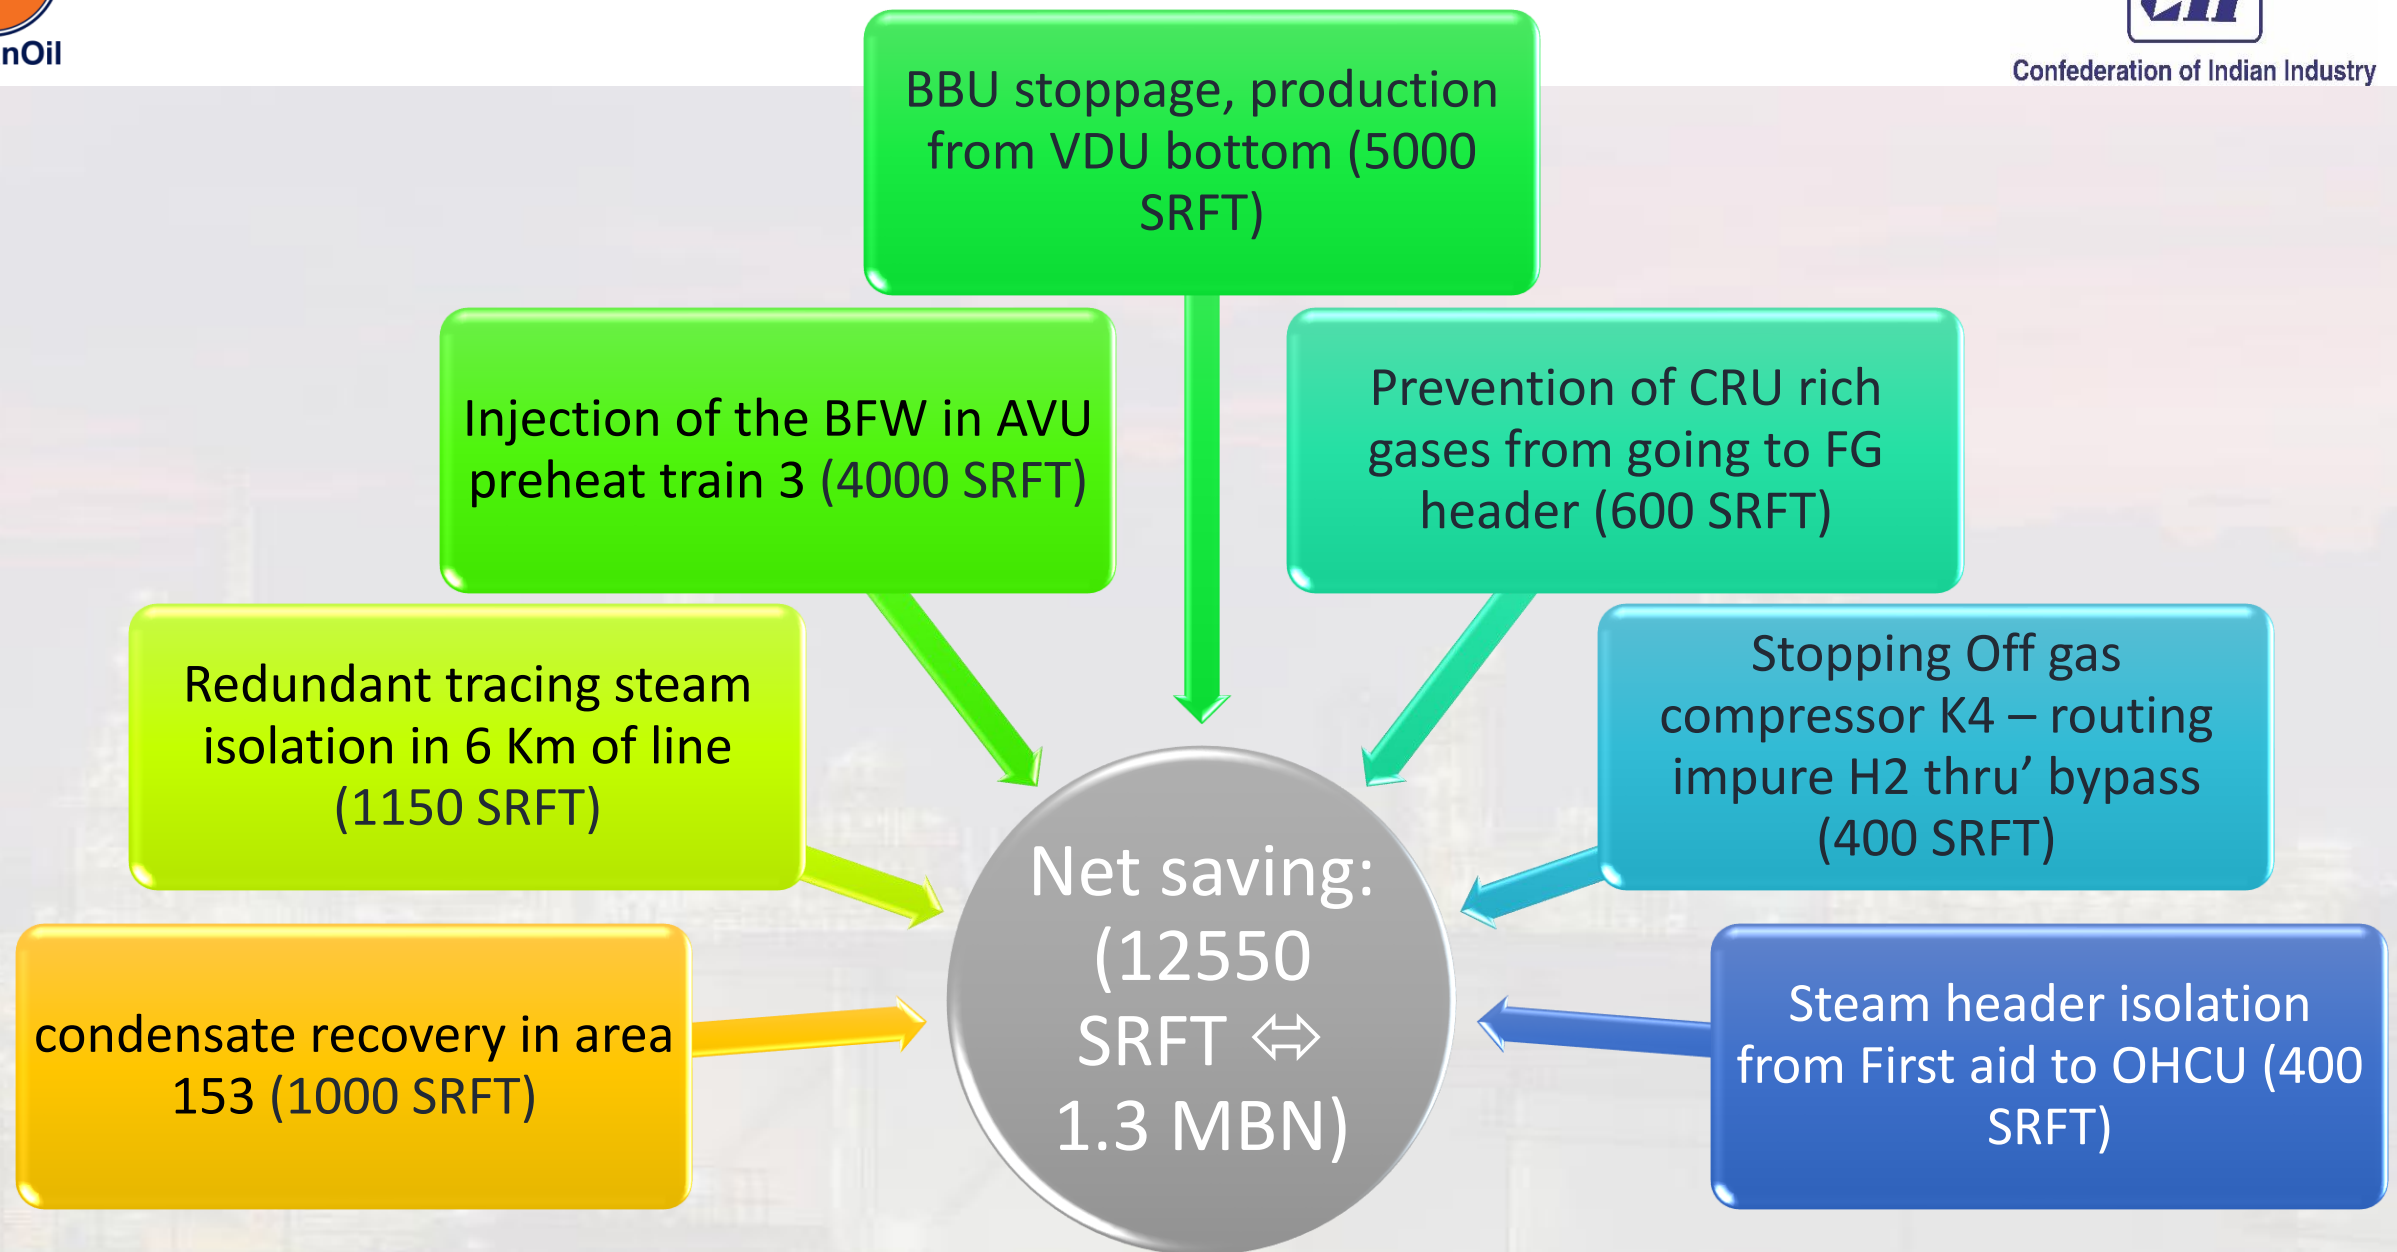 nOil
Confederation of Indian Industry
BBU stoppage, production
from VDU bottom (5000
SRFT)
Injection of the BFW in AVU
preheat train 3 (4000 SRFT)
Prevention of CRU rich
gases from going to FG
header (600 SRFT)
Redundant tracing steam
isolation in 6 Km of line
(1150 SRFT)
Stopping Off gas
compressor K4 – routing
impure H2 thru’ bypass
(400 SRFT)
condensate recovery in area
153 (1000 SRFT)
Net saving:
(12550
SRFT ⬄
1.3 MBN)
Steam header isolation
from First aid to OHCU (400
SRFT)